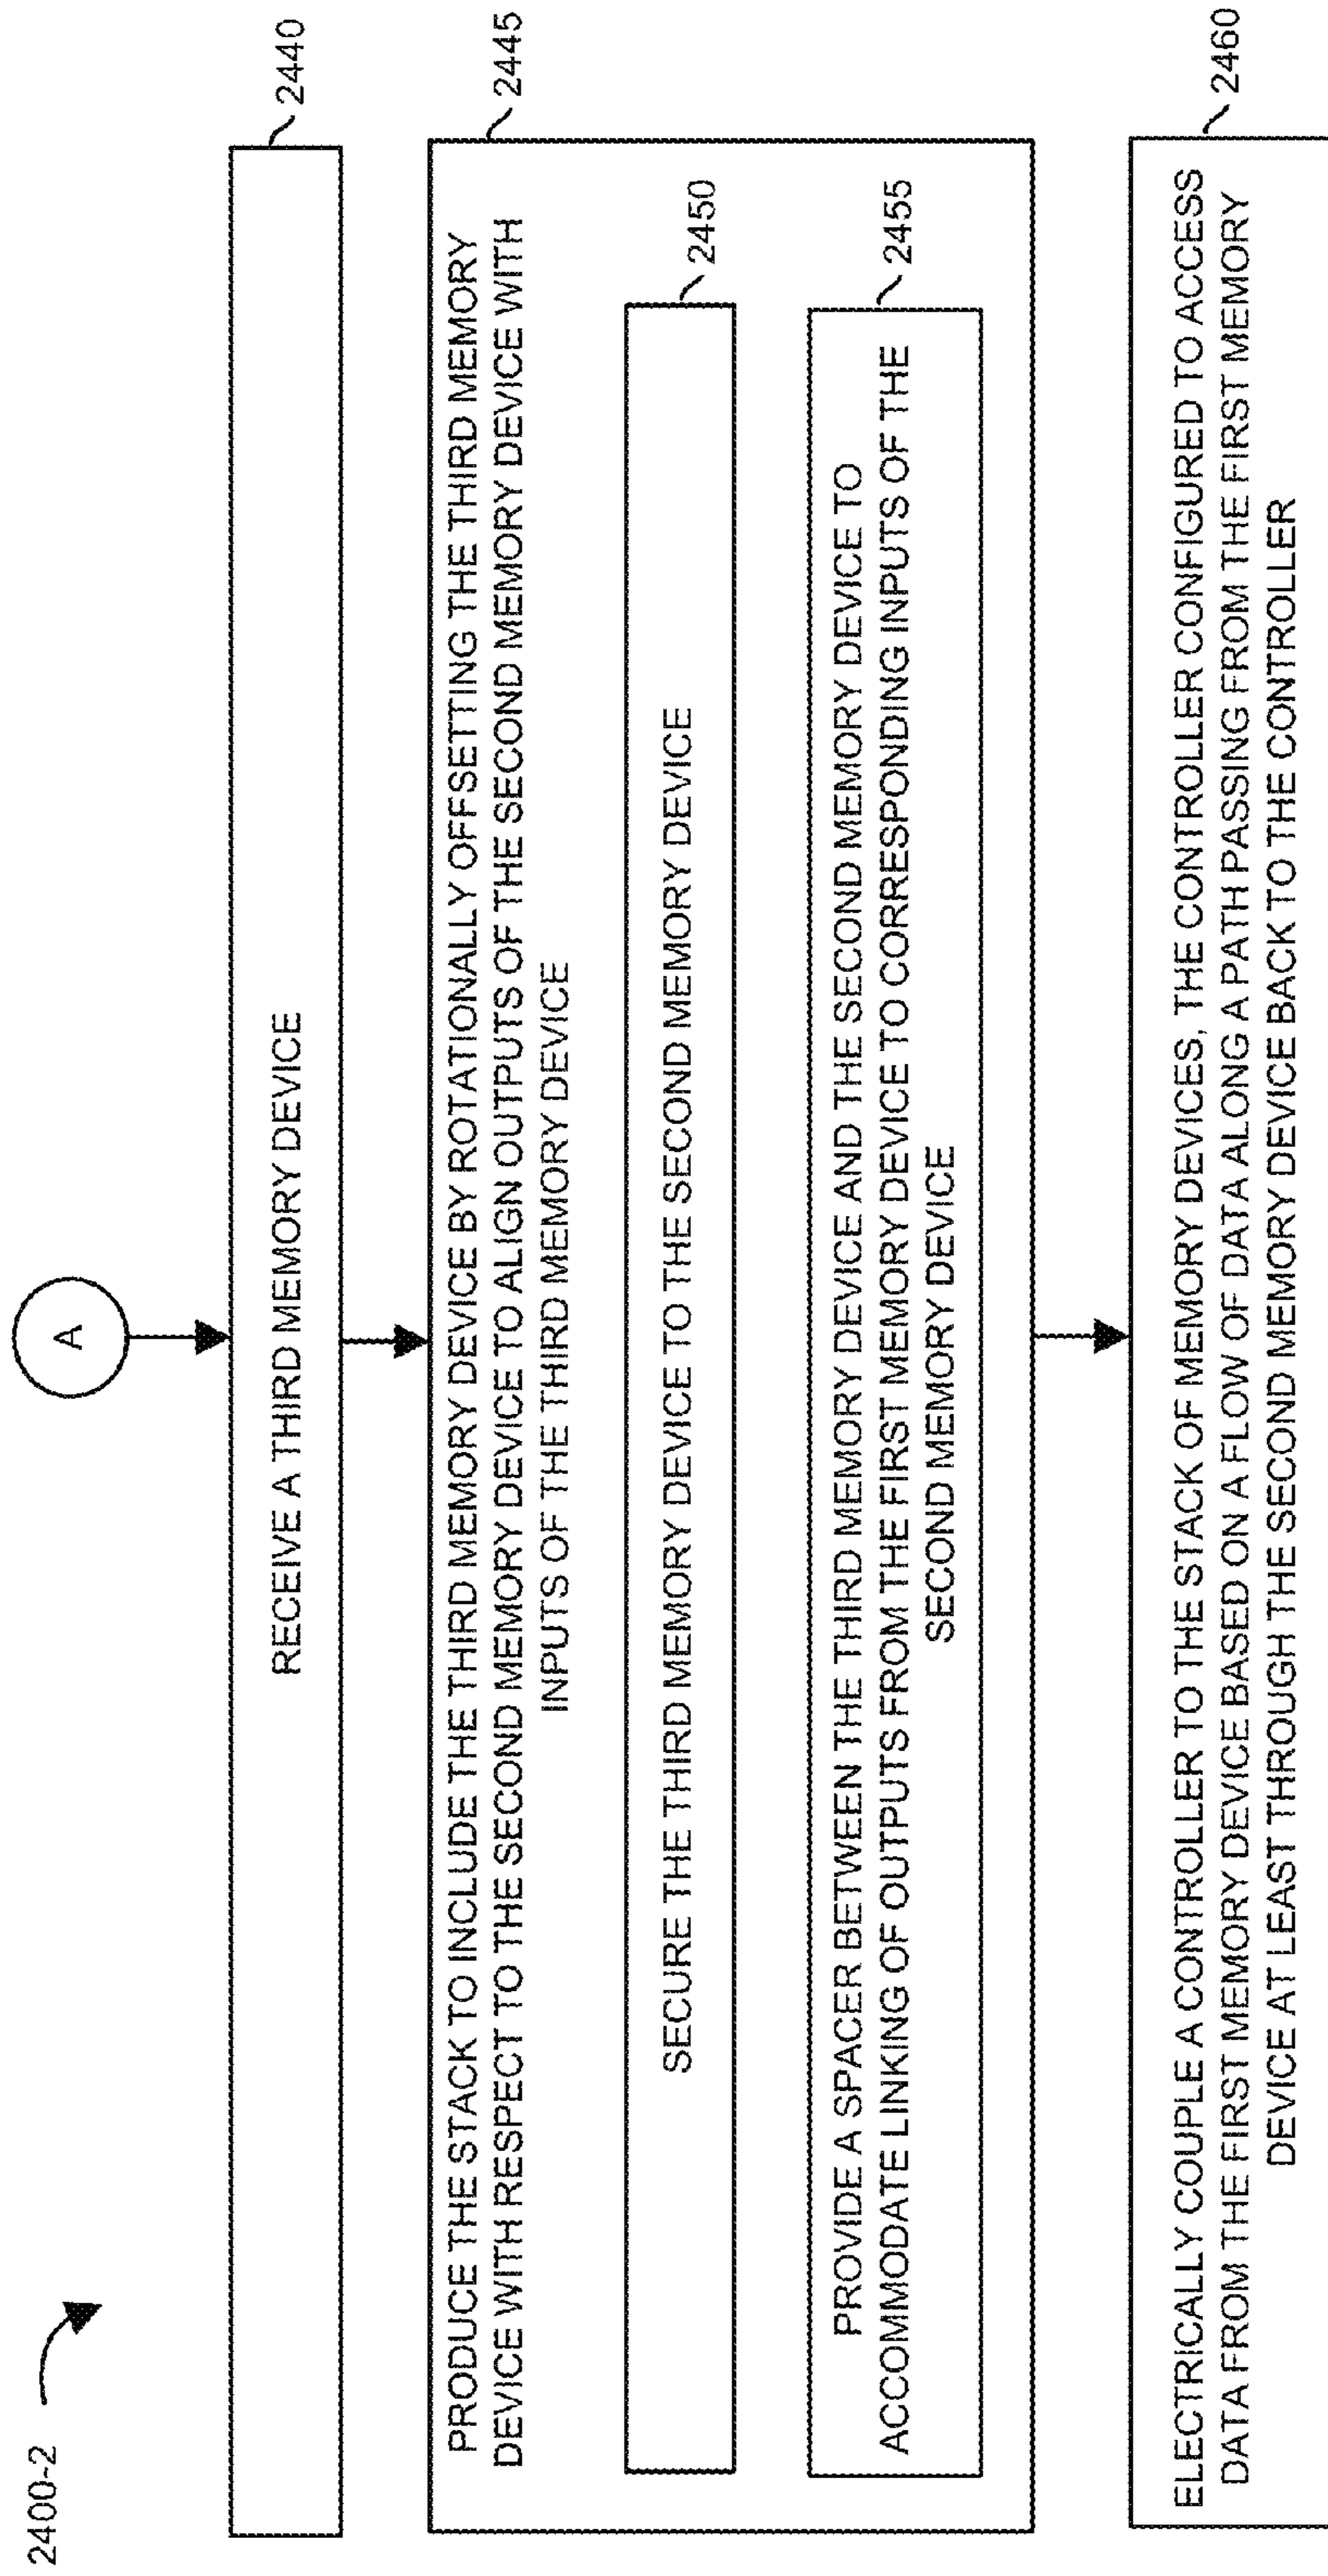 2400-2
A
RECEIVE A THIRD MEMORY DEVICE
2440
PRODUCE THE STACK TO INCLUDE THE THIRD MEMORY DEVICE BY ROTATIONALLY OFFSETTING THE THIRD MEMORY
DEVICE WITH RESPECT TO THE SECOND MEMORY DEVICE TO ALIGN OUTPUTS OF THE SECOND MEMORY DEVICE WITH
INPUTS OF THE THIRD MEMORY DEVICE
2445
SECURE THE THIRD MEMORY DEVICE TO THE SECOND MEMORY DEVICE
2450
PROVIDE A SPACER BETWEEN THE THIRD MEMORY DEVICE AND THE SECOND MEMORY DEVICE TO
ACCOMMODATE LINKING OF OUTPUTS FROM THE FIRST MEMORY DEVICE TO CORRESPONDING INPUTS OF THE
SECOND MEMORY DEVICE
2455
ELECTRICALLY COUPLE A CONTROLLER TO THE STACK OF MEMORY DEVICES, THE CONTROLLER CONFIGURED TO ACCESS
DATA FROM THE FIRST MEMORY DEVICE BASED ON A FLOW OF DATA ALONG A PATH PASSING FROM THE FIRST MEMORY
DEVICE AT LEAST THROUGH THE SECOND MEMORY DEVICE BACK TO THE CONTROLLER
2460